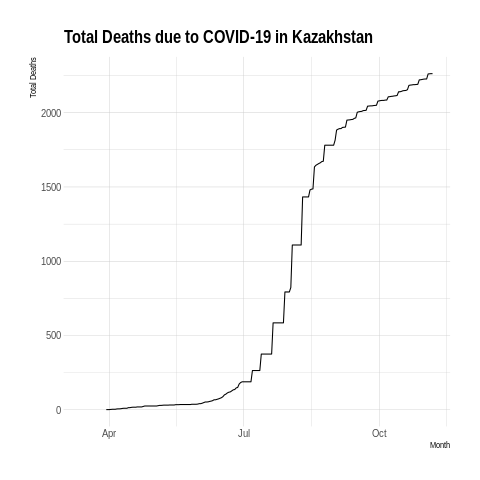 Total Deaths due to COVID-19 in Kazakhstan
Total Deaths
2000
1500
1000
500
0
Apr
Jul
Oct
Month